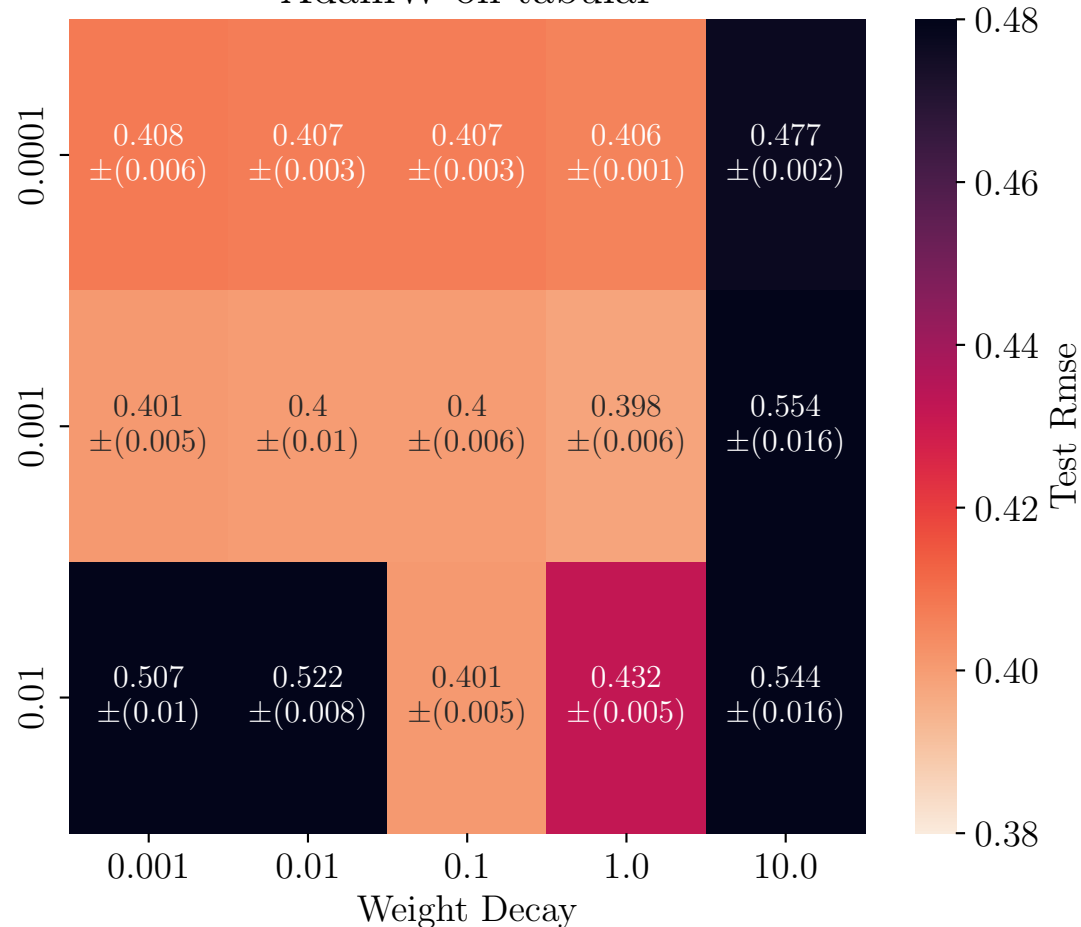 AdamW on tabular
0.0001
0.408 0.407 0.407 0.406 0.477
±(0.006) ±(0.003) ±(0.003) ±(0.001) ±(0.002)
0.001
0.401 0.4 0.4 0.398 0.554
±(0.005) ±(0.01) ±(0.006) ±(0.006) ±(0.016)
0.01
0.507 0.522 0.401 0.432 0.544
±(0.01) ±(0.008) ±(0.005) ±(0.005) ±(0.016)
0.001 0.01 0.1 1.0 10.0
Weight Decay
0.48
0.46
0.44
0.42
0.40
0.38
Test Rmse